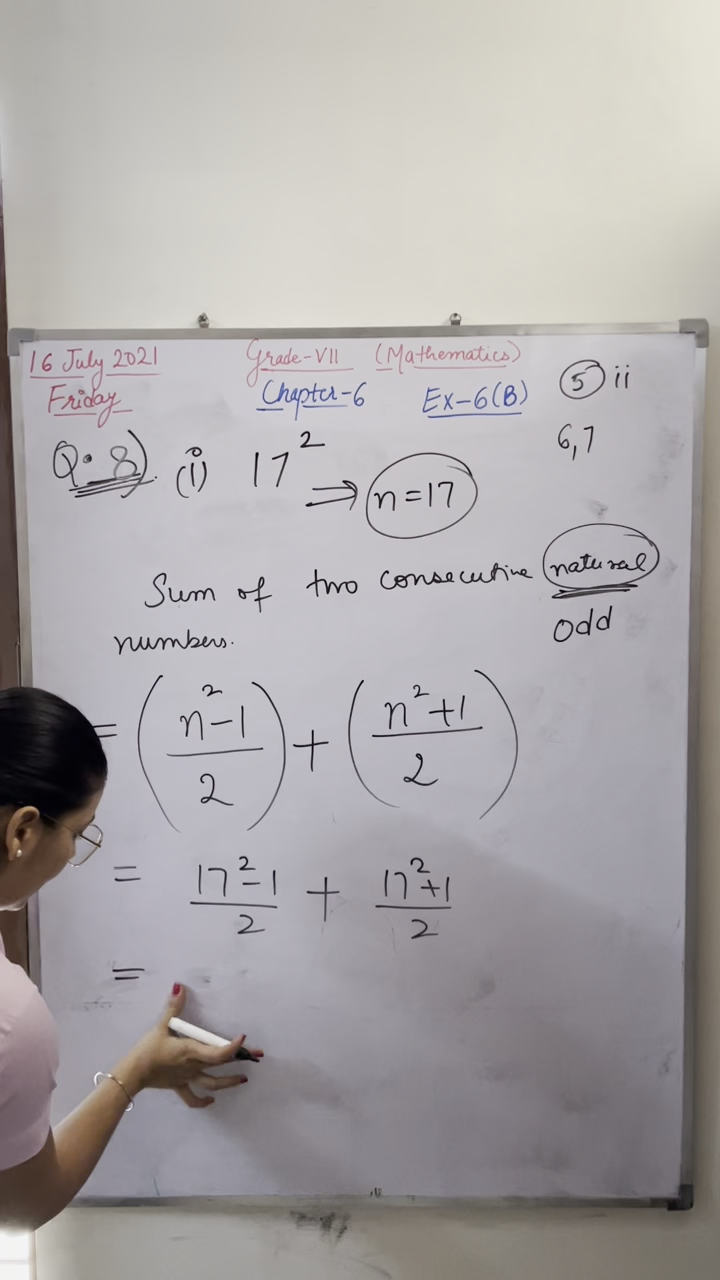 16 July 2021 Grade-VII (Mathematics)
Friday Chapter-6 Ex-6(B) 5 ii
6,7
Q.8) (i) 17² ⇒ n=17
Sum of two consecutive natural
numbers. odd
= (n²-1/2) + (n²+1/2)
= 17²-1/2 + 17²+1/2
=